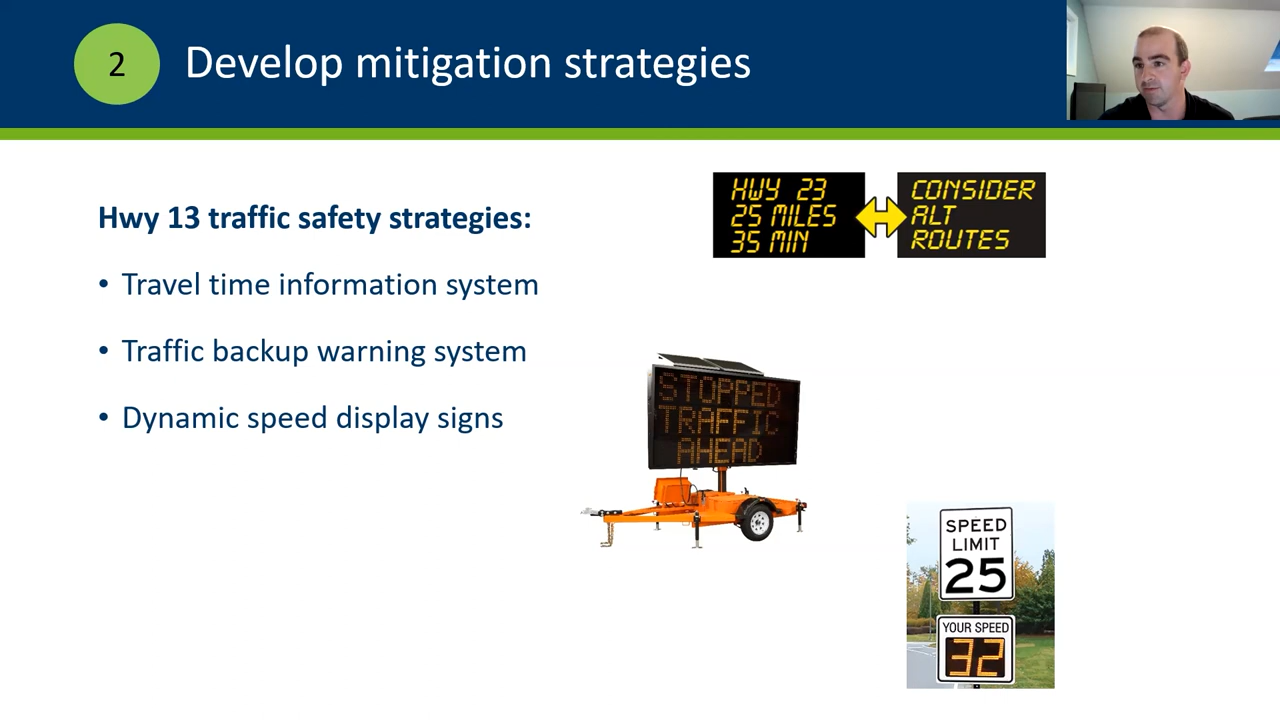 2
Develop mitigation strategies
Hwy 13 traffic safety strategies:
• Travel time information system
• Traffic backup warning system
• Dynamic speed display signs
HWY 23
25 MILES
35 MIN
CONSIDER
ALT
ROUTES
STOPPED
TRAFFIC
AHEAD
SPEED
LIMIT
25
YOUR SPEED
32